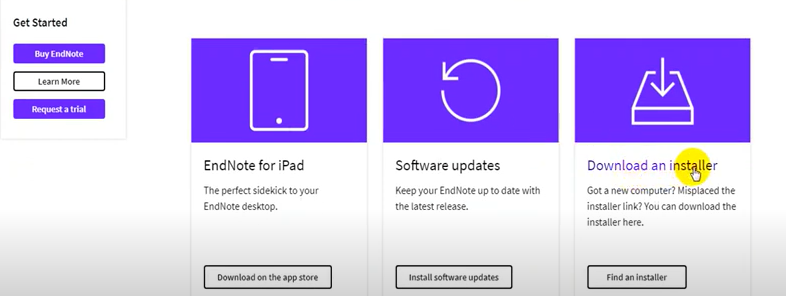 Get Started
Buy EndNote
Learn More
Request a trial
EndNote for iPad
The perfect sidekick to your
EndNote desktop.
Download on the app store
Software updates
Keep your EndNote up to date with
the latest release.
Install software updates
Download an installer
Got a new computer? Misplaced the
installer link? You can download the
installer here.
Find an installer